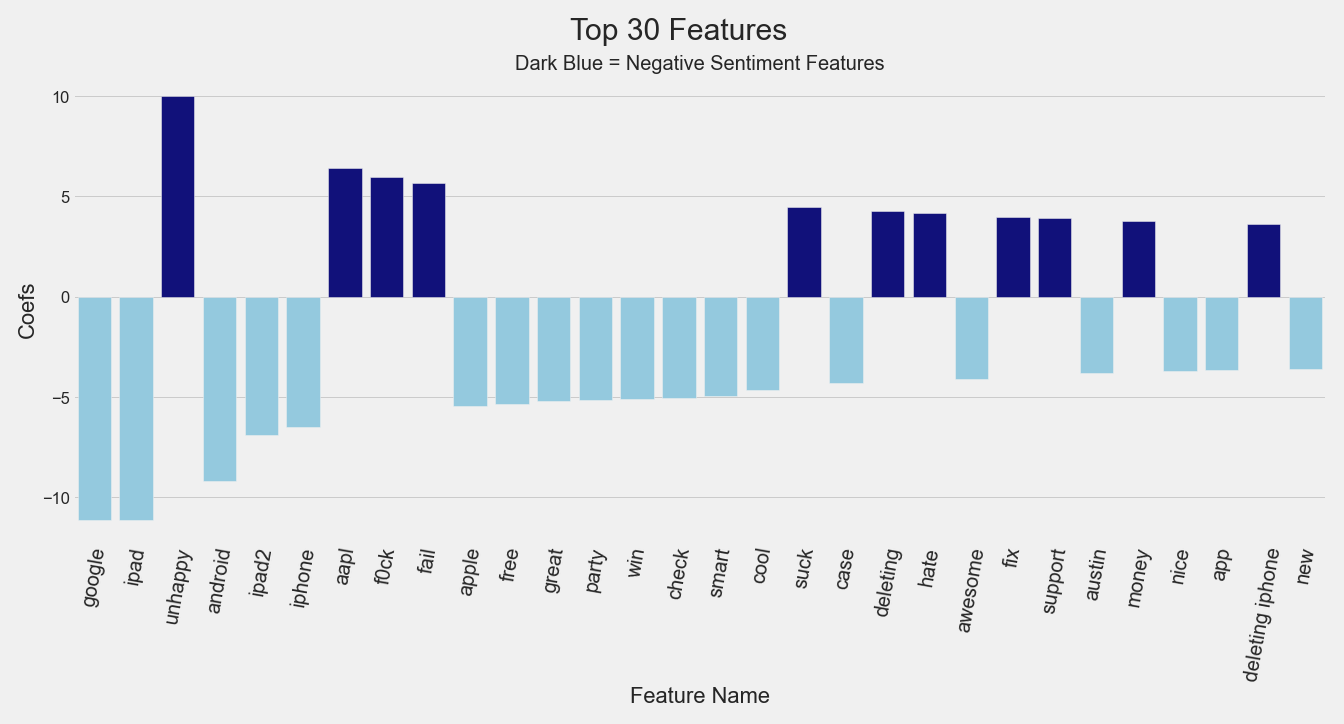 Top 30 Features
Dark Blue = Negative Sentiment Features
10
5
0
−5
−10
Coefs
google
ipad
unhappy
android
ipad2
iphone
aapl
f0ck
fail
apple
free
great
party
win
check
smart
cool
suck
case
deleting
hate
awesome
fix
support
austin
money
nice
app
deleting iphone
new
Feature Name